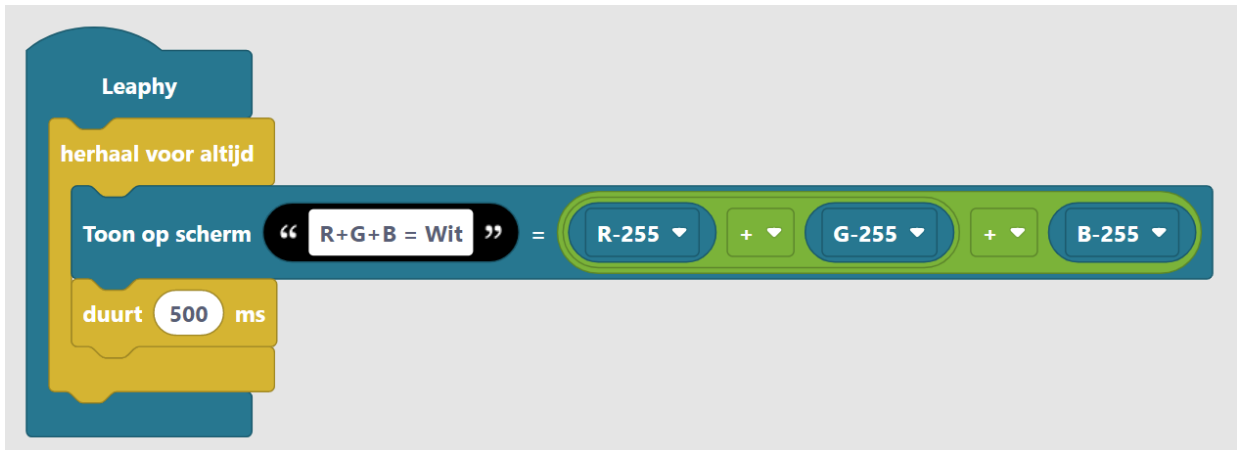 Leaphy
herhaal voor altijd
Toon op scherm “ R+G+B = Wit ” = R-255 + G-255 + B-255
duurt 500 ms